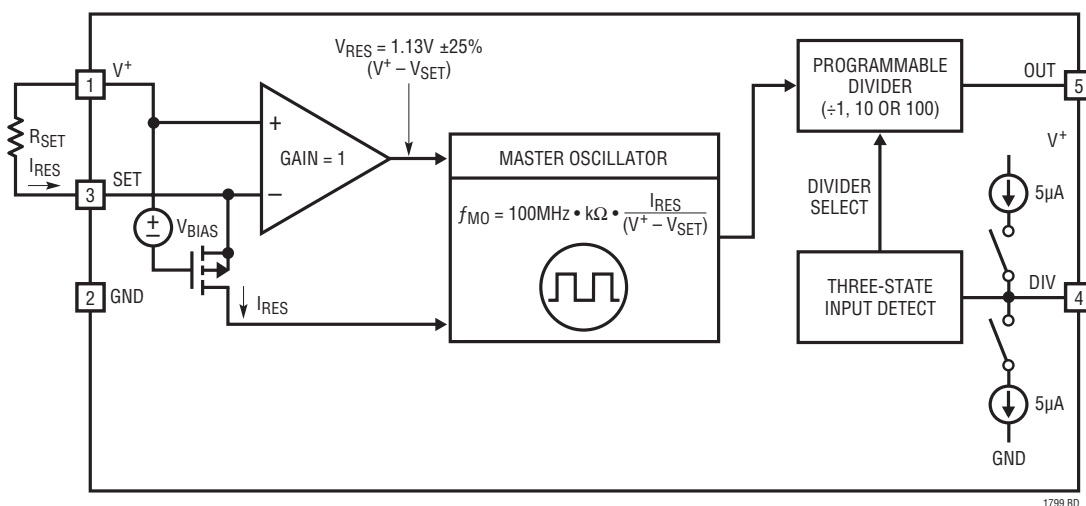 V_RES = 1.13V ±25%
(V⁺ – V_SET)
1
V⁺
R_SET
I_RES
3
SET
+
–
GAIN = 1
+
–
V_BIAS
2
GND
I_RES
MASTER OSCILLATOR
ƒ_MO = 100MHz • kΩ • I_RES / (V⁺ – V_SET)
PROGRAMMABLE
DIVIDER
(÷1, 10 OR 100)
OUT
5
DIVIDER
SELECT
THREE-STATE
INPUT DETECT
V⁺
5µA
DIV
4
5µA
GND
1799 BD